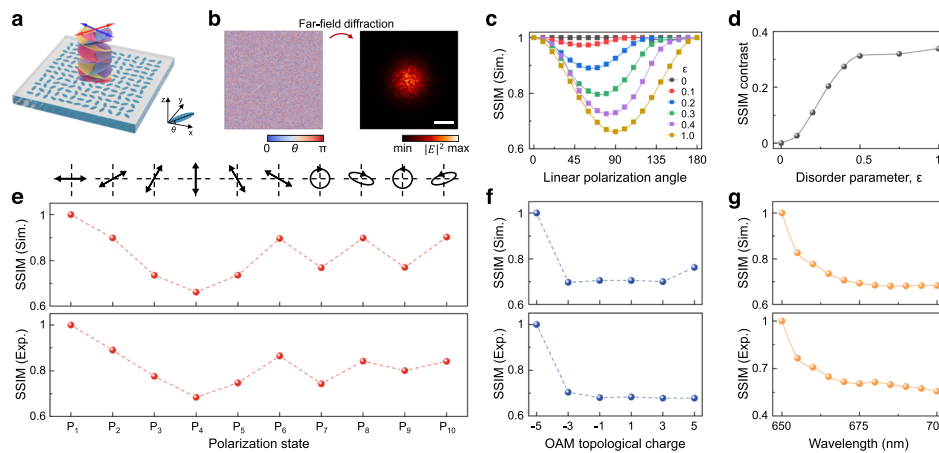 a
z
y
x
θ
b
Far-field diffraction
0 θ π
min |E|² max
c
SSIM (Sim.)
1
0.8
0.6
0 45 90 135 180
Linear polarization angle
ε
0
0.1
0.2
0.3
0.4
1.0
d
SSIM contrast
0.4
0.2
0
0 0.5 1
Disorder parameter, ε
e
SSIM (Sim.)
1
0.8
0.6
SSIM (Exp.)
1
0.8
0.6
P₁ P₂ P₃ P₄ P₅ P₆ P₇ P₈ P₉ P₁₀
Polarization state
f
SSIM (Sim.)
1
0.8
0.6
SSIM (Exp.)
1
0.8
0.6
-5 -3 -1 1 3 5
OAM topological charge
g
SSIM (Sim.)
1
0.8
0.6
SSIM (Exp.)
1
0.7
0.4
650 675
Wavelength (nm)